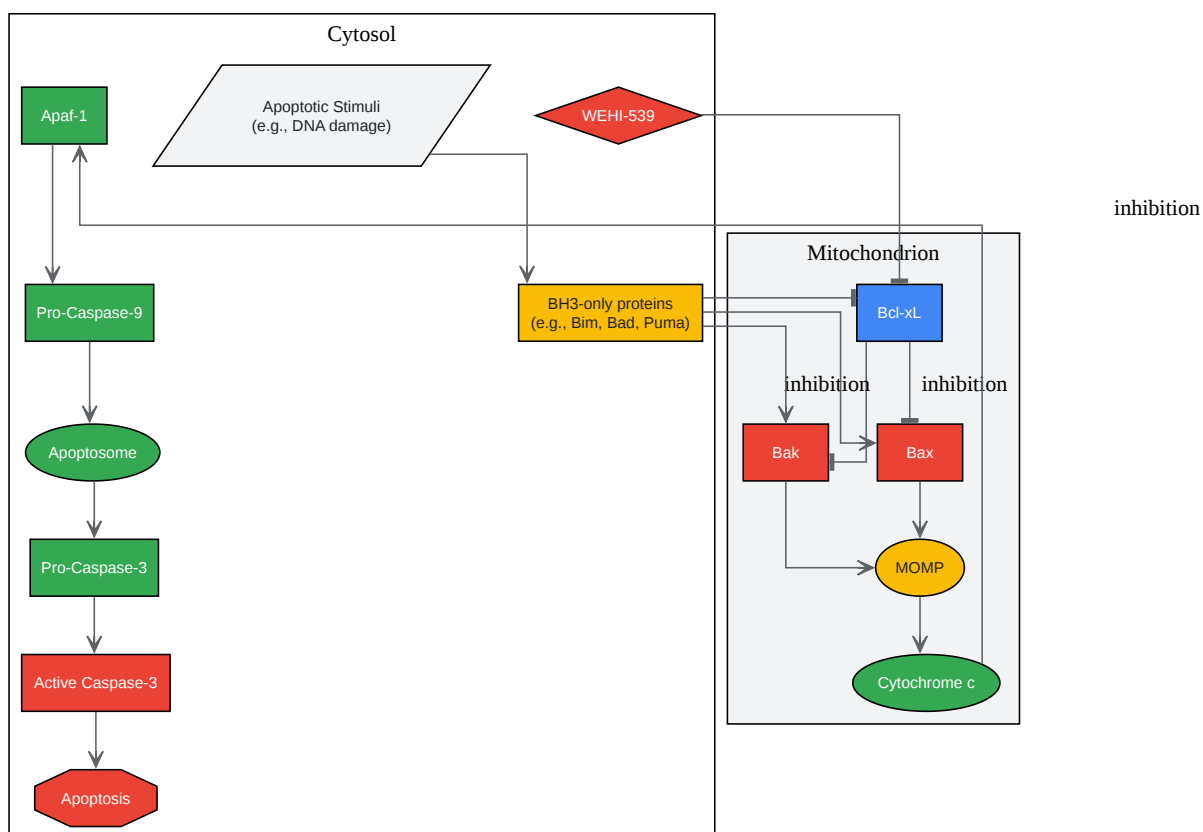 Cytosol
Apaf-1
Apoptotic Stimuli
(e.g., DNA damage)
WEHI-539
inhibition
Mitochondrion
Pro-Caspase-9
BH3-only proteins
(e.g., Bim, Bad, Puma)
Bcl-xL
inhibition
inhibition
Apoptosome
Bak
Bax
Pro-Caspase-3
MOMP
Active Caspase-3
Cytochrome c
Apoptosis